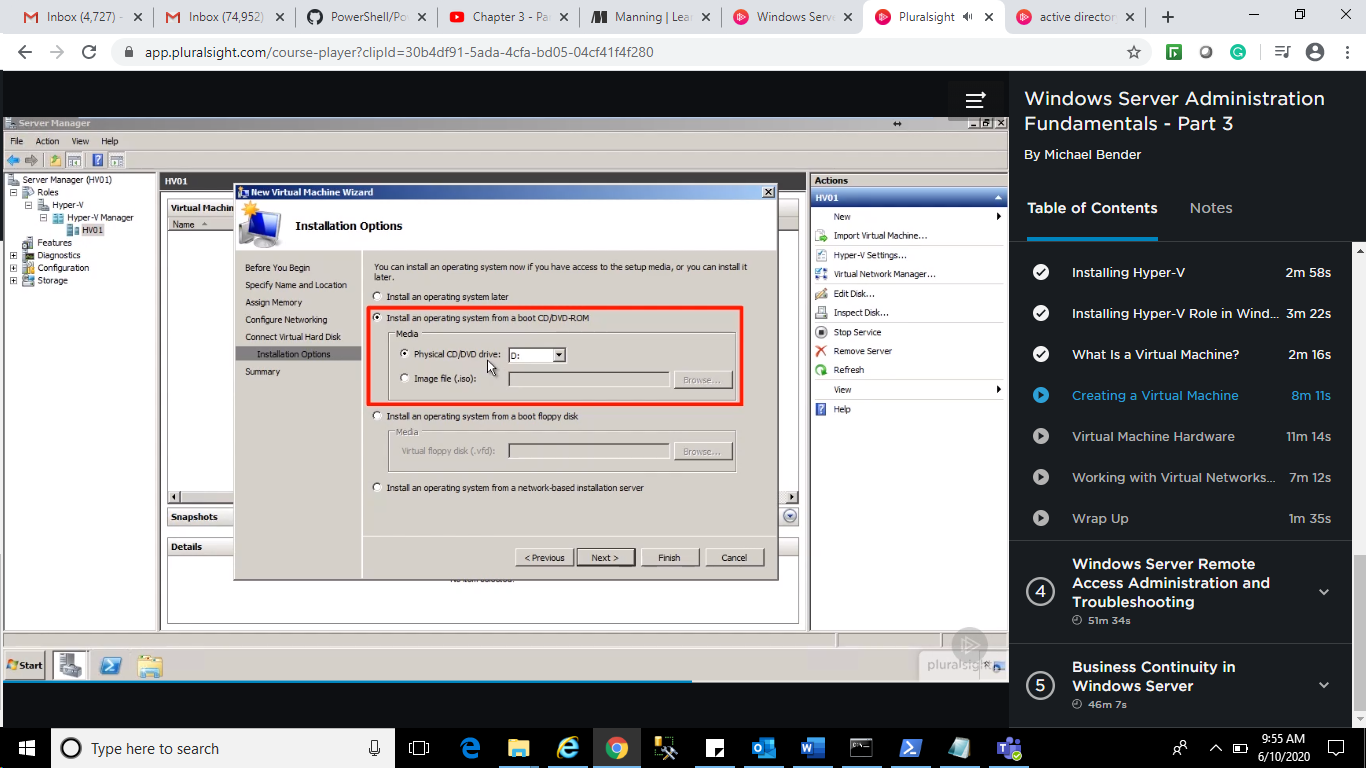 Inbox (4,727) -
Inbox (74,952)
PowerShell/Po
Chapter 3 - Pa
Manning | Lea
Windows Serve
Pluralsight
active director
app.pluralsight.com/course-player?clipId=30b4df91-5ada-4cfa-bd05-04cf41f4f280
Server Manager
File Action View Help
Server Manager (HV01)
Roles
Hyper-V
Hyper-V Manager
HV01
Features
Diagnostics
Configuration
Storage
HV01
Virtual Machin
Name
Snapshots
Details
New Virtual Machine Wizard
Installation Options
Before You Begin
Specify Name and Location
Assign Memory
Configure Networking
Connect Virtual Hard Disk
Installation Options
Summary
You can install an operating system now if you have access to the setup media, or you can install it
later.
Install an operating system later
Install an operating system from a boot CD/DVD-ROM
Media
Physical CD/DVD drive: D:
Image file (.iso): Browse...
Install an operating system from a boot floppy disk
Media
Virtual floppy disk (.vfd): Browse...
Install an operating system from a network-based installation server
< Previous Next > Finish Cancel
Actions
HV01
New
Import Virtual Machine...
Hyper-V Settings...
Virtual Network Manager...
Edit Disk...
Inspect Disk...
Stop Service
Remove Server
Refresh
View
Help
Start
pluralsight
Windows Server Administration
Fundamentals - Part 3
By Michael Bender
Table of Contents Notes
Installing Hyper-V 2m 58s
Installing Hyper-V Role in Wind... 3m 22s
What Is a Virtual Machine? 2m 16s
Creating a Virtual Machine 8m 11s
Virtual Machine Hardware 11m 14s
Working with Virtual Networks... 7m 12s
Wrap Up 1m 35s
4
Windows Server Remote
Access Administration and
Troubleshooting
51m 34s
5
Business Continuity in
Windows Server
46m 7s
Type here to search
9:55 AM
6/10/2020